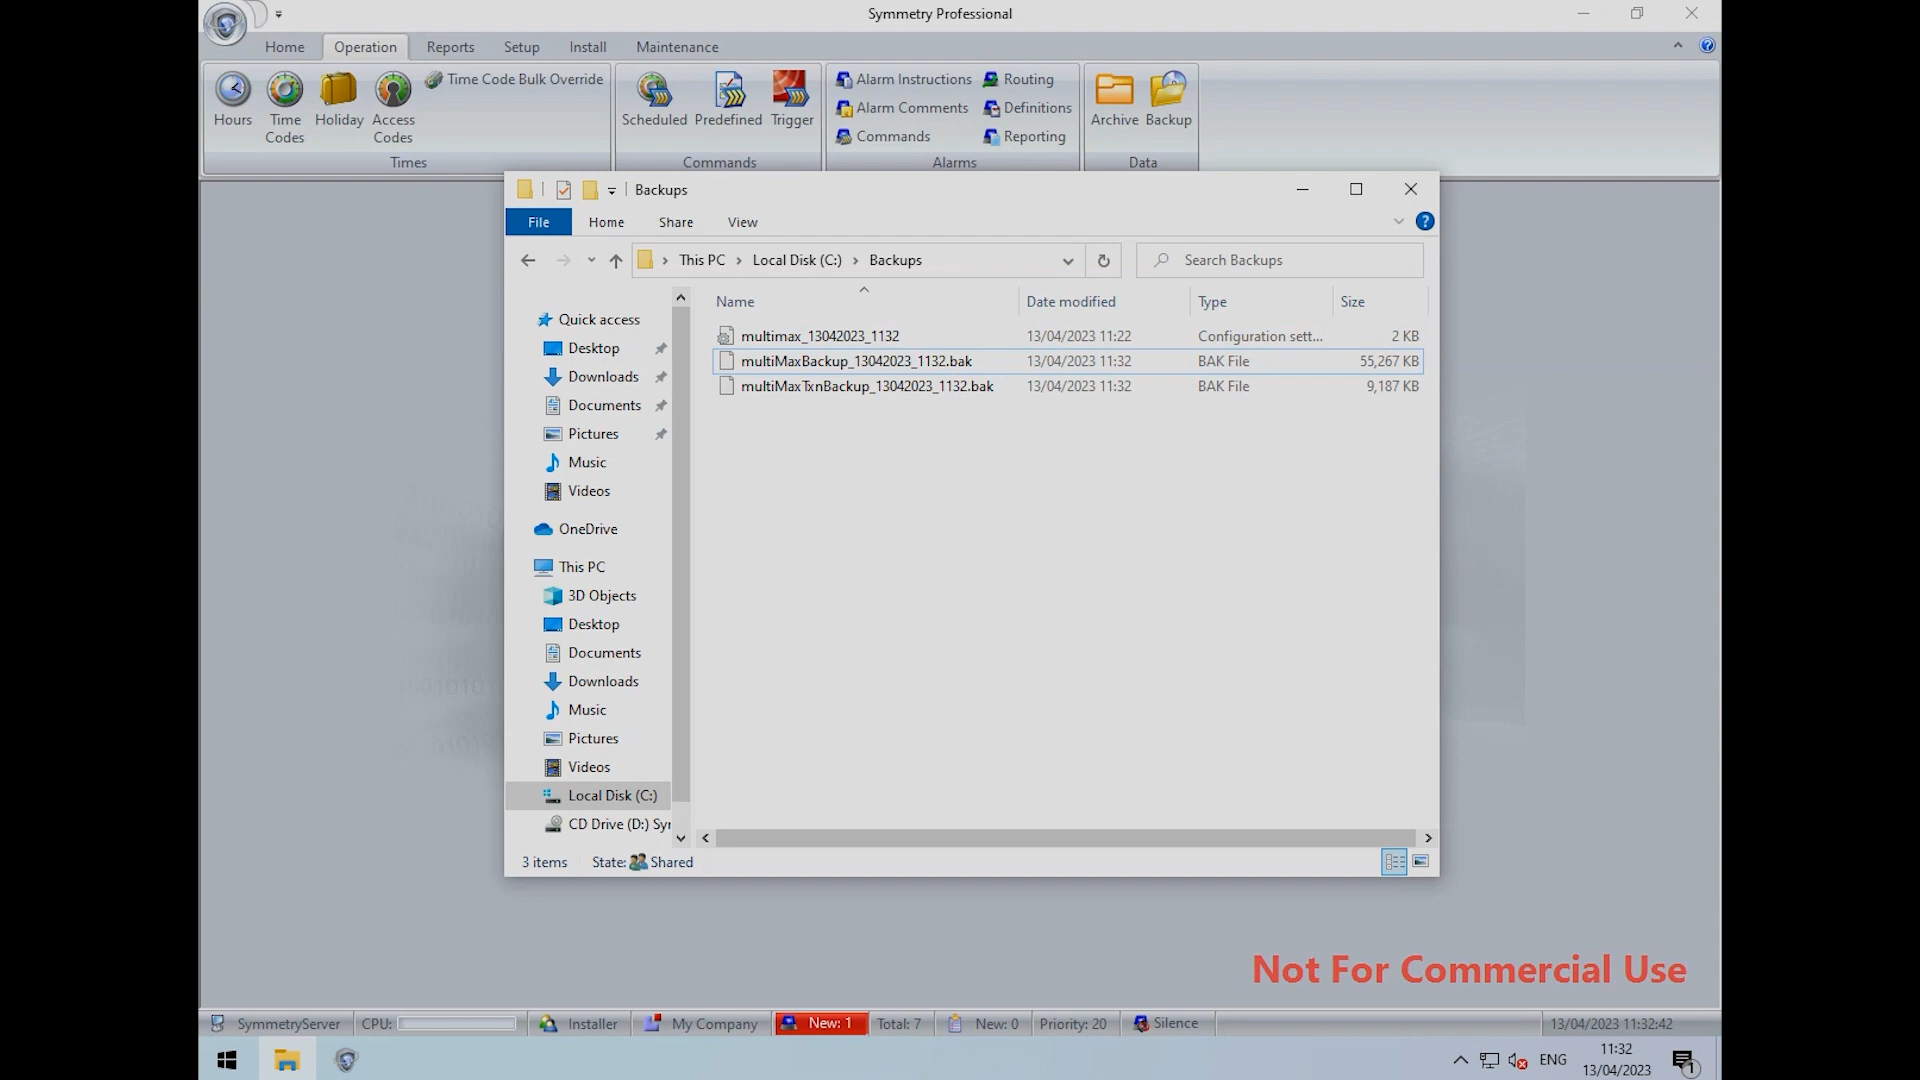 Symmetry Professional
Home Operation Reports Setup Install Maintenance
Hours
Time Codes
Holiday
Access Codes
Time Code Bulk Override
Times
Scheduled
Predefined
Trigger
Commands
Alarm Instructions
Alarm Comments
Commands
Routing
Definitions
Reporting
Alarms
Archive
Backup
Data
Backups
File Home Share View
This PC > Local Disk (C:) > Backups
Search Backups
Name Date modified Type Size
multimax_13042023_1132 13/04/2023 11:22 Configuration sett... 2 KB
multiMaxBackup_13042023_1132.bak 13/04/2023 11:32 BAK File 55,267 KB
multiMaxTxnBackup_13042023_1132.bak 13/04/2023 11:32 BAK File 9,187 KB
Quick access
Desktop
Downloads
Documents
Pictures
Music
Videos
OneDrive
This PC
3D Objects
Desktop
Documents
Downloads
Music
Pictures
Videos
Local Disk (C:)
CD Drive (D:)
3 items State: Shared
Not For Commercial Use
SymmetryServer CPU: Installer My Company New: 1 Total: 7 New: 0 Priority: 20 Silence 13/04/2023 11:32:42
ENG
11:32
13/04/2023
1